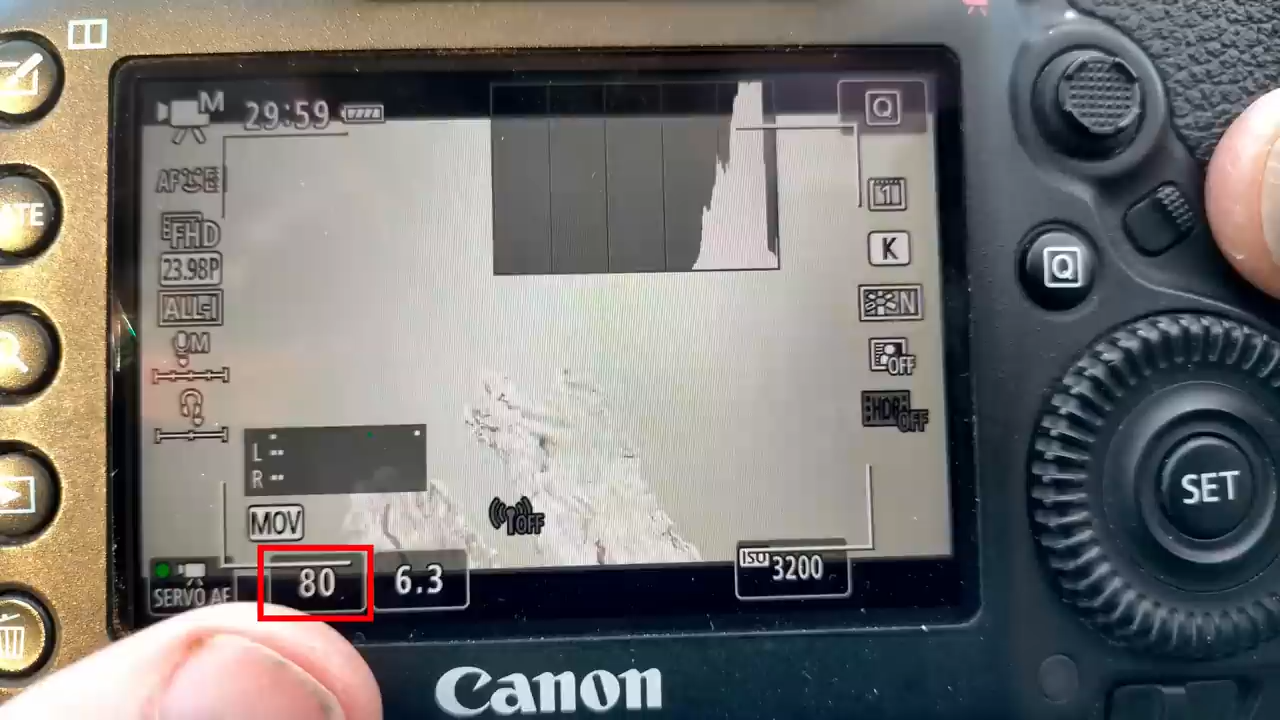 M
29:59
Q
AF
FHD
23.98P
ALL-I
M
1
K
N
OFF
HDR OFF
Q
SET
L --
R --
MOV
OFF
SERVO AF
80
6.3
ISO 3200
Canon